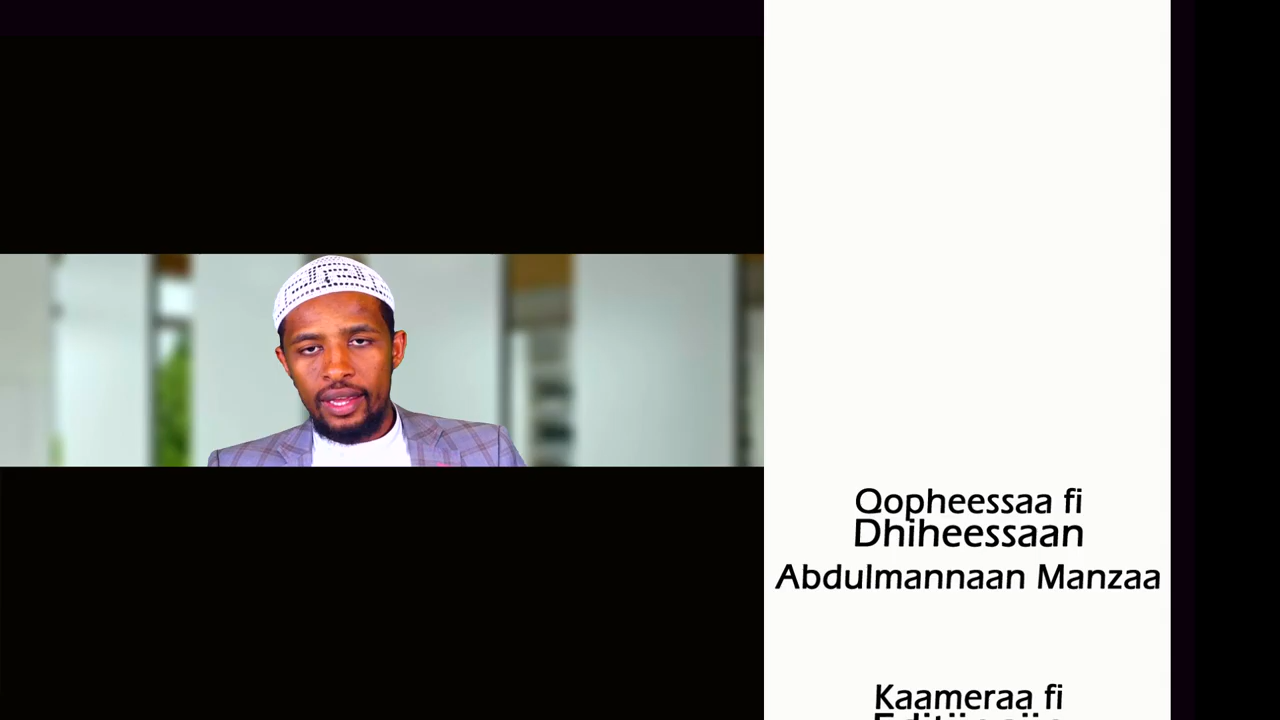 Qopheessaa fi
Dhiheessaan
Abdulmannaan Manzaa
Kaameraa fi